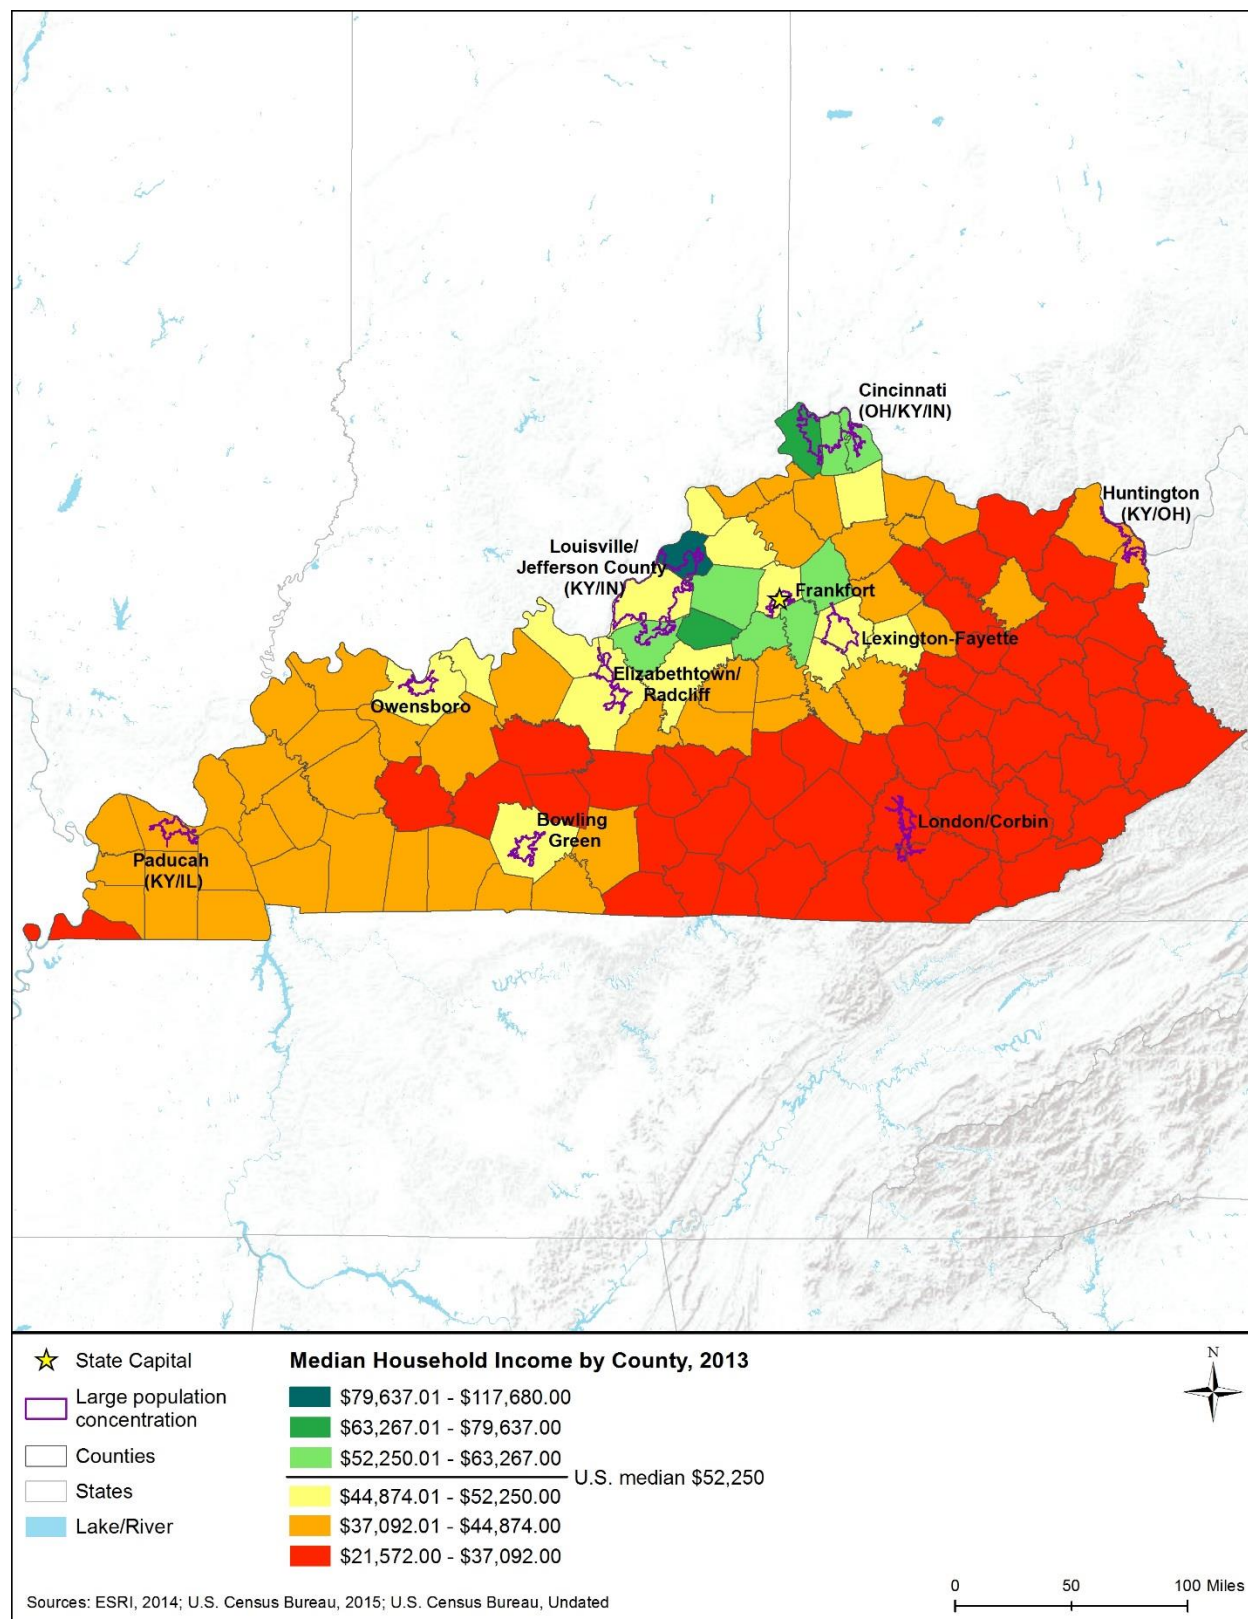 Cincinnati
(OH/KY/IN)
Huntington
(KY/OH)
Louisville/
Jefferson County
(KY/IN)
Frankfort
Lexington-Fayette
Elizabethtown/
Radcliff
Owensboro
Bowling
Green
London/Corbin
Paducah
(KY/IL)
State Capital
Large population
concentration
Counties
States
Lake/River
Median Household Income by County, 2013
$79,637.01 - $117,680.00
$63,267.01 - $79,637.00
$52,250.01 - $63,267.00
U.S. median $52,250
$44,874.01 - $52,250.00
$37,092.01 - $44,874.00
$21,572.00 - $37,092.00
N
Sources: ESRI, 2014; U.S. Census Bureau, 2015; U.S. Census Bureau, Undated
0 50 100 Miles